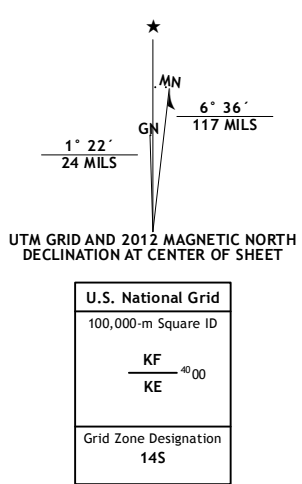 ★
MN
GN
6° 36´
117 MILS
1° 22´
24 MILS
UTM GRID AND 2012 MAGNETIC NORTH
DECLINATION AT CENTER OF SHEET
U.S. National Grid
100,000-m Square ID
KF
4000
KE
Grid Zone Designation
14S